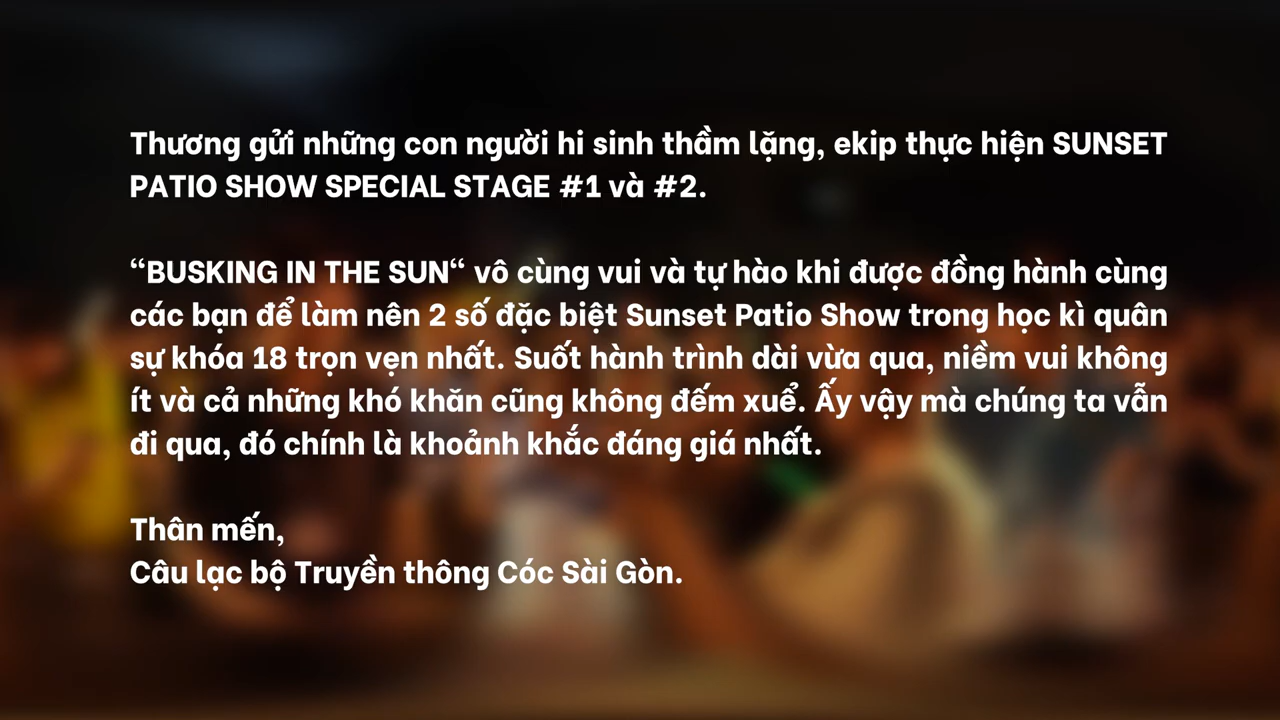 Thương gửi những con người hi sinh thầm lặng, ekip thực hiện SUNSET
PATIO SHOW SPECIAL STAGE #1 và #2.
“BUSKING IN THE SUN“ vô cùng vui và tự hào khi được đồng hành cùng
các bạn để làm nên 2 số đặc biệt Sunset Patio Show trong học kì quân
sự khóa 18 trọn vẹn nhất. Suốt hành trình dài vừa qua, niềm vui không
ít và cả những khó khăn cũng không đếm xuể. Ấy vậy mà chúng ta vẫn
đi qua, đó chính là khoảnh khắc đáng giá nhất.
Thân mến,
Câu lạc bộ Truyền thông Cóc Sài Gòn.